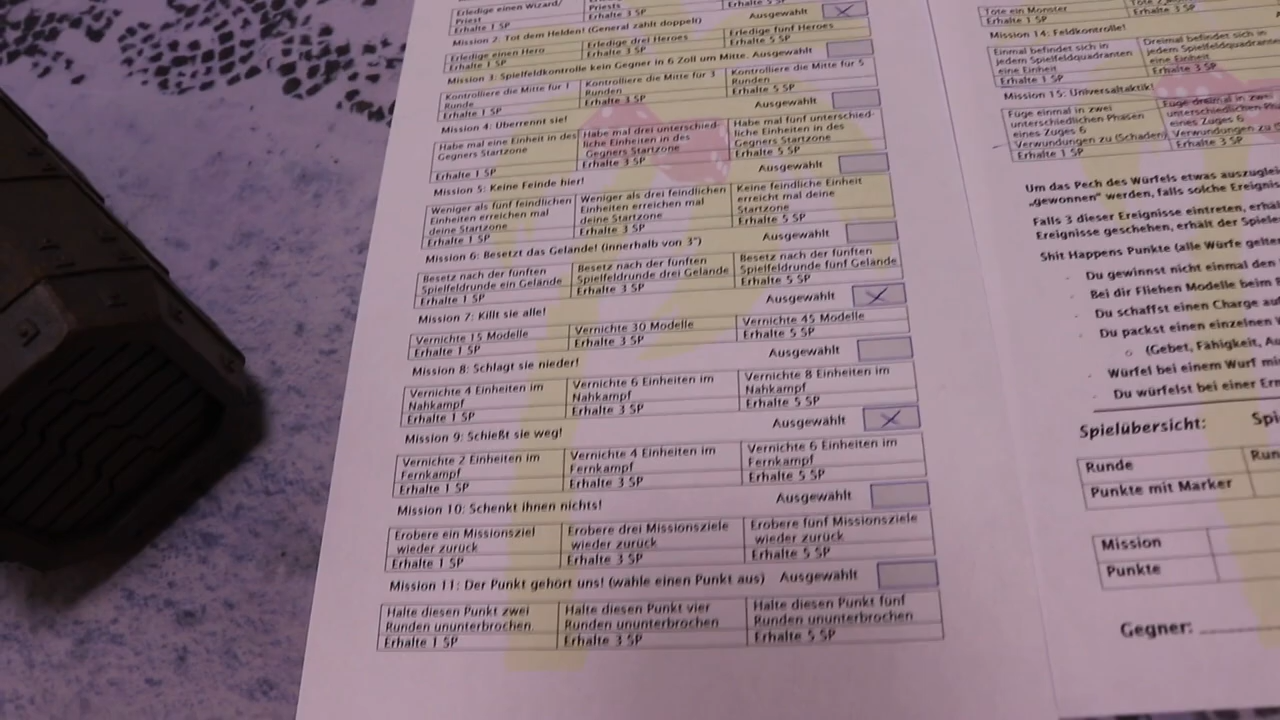 Erledige einen Wizard/
Priest
Erhalte 1 SP
Priests
Erhalte 3 SP
Erhalte 5 SP
Mission 2: Tot dem Helden! (General zählt doppelt)
Ausgewählt
Erledige einen Hero
Erhalte 1 SP
Erledige drei Heroes
Erhalte 3 SP
Erledige fünf Heroes
Erhalte 5 SP
Mission 3: Spielfeldkontrolle kein Gegner in 6 Zoll um Mitte.
Ausgewählt
Kontrolliere die Mitte für 1
Runde
Erhalte 1 SP
Kontrolliere die Mitte für 3
Runden
Erhalte 3 SP
Kontrolliere die Mitte für 5
Runden
Erhalte 5 SP
Mission 4: Überrennt sie!
Ausgewählt
Habe mal eine Einheit in des
Gegners Startzone
Erhalte 1 SP
Habe mal drei unterschied-
liche Einheiten in des
Gegners Startzone
Erhalte 3 SP
Habe mal fünf unterschied-
liche Einheiten in des
Gegners Startzone
Erhalte 5 SP
Mission 5: Keine Feinde hier!
Ausgewählt
Weniger als fünf feindlichen
Einheiten erreichen mal
deine Startzone
Erhalte 1 SP
Weniger als drei feindlichen
Einheiten erreichen mal
deine Startzone
Erhalte 3 SP
Keine feindliche Einheit
erreicht mal deine
Startzone
Erhalte 5 SP
Mission 6: Besetzt das Gelände! (innerhalb von 3")
Ausgewählt
Besetz nach der fünften
Spielfeldrunde ein Gelände
Erhalte 1 SP
Besetz nach der fünften
Spielfeldrunde drei Gelände
Erhalte 3 SP
Besetz nach der fünften
Spielfeldrunde fünf Gelände
Erhalte 5 SP
Mission 7: Killt sie alle!
Ausgewählt
Vernichte 15 Modelle
Erhalte 1 SP
Vernichte 30 Modelle
Erhalte 3 SP
Vernichte 45 Modelle
Erhalte 5 SP
Mission 8: Schlagt sie nieder!
Ausgewählt
Vernichte 4 Einheiten im
Nahkampf
Erhalte 1 SP
Vernichte 6 Einheiten im
Nahkampf
Erhalte 3 SP
Vernichte 8 Einheiten im
Nahkampf
Erhalte 5 SP
Mission 9: Schießt sie weg!
Ausgewählt
Vernichte 2 Einheiten im
Fernkampf
Erhalte 1 SP
Vernichte 4 Einheiten im
Fernkampf
Erhalte 3 SP
Vernichte 6 Einheiten im
Fernkampf
Erhalte 5 SP
Mission 10: Schenkt ihnen nichts!
Ausgewählt
Erobere ein Missionsziel
wieder zurück
Erhalte 1 SP
Erobere drei Missionsziele
wieder zurück
Erhalte 3 SP
Erobere fünf Missionsziele
wieder zurück
Erhalte 5 SP
Mission 11: Der Punkt gehört uns! (wähle einen Punkt aus)
Ausgewählt
Halte diesen Punkt zwei
Runden ununterbrochen
Erhalte 1 SP
Halte diesen Punkt vier
Runden ununterbrochen
Erhalte 3 SP
Halte diesen Punkt fünf
Runden ununterbrochen
Erhalte 5 SP
Töte ein Monster
Erhalte 1 SP
Erhalte 3 SP
Mission 14: Feldkontrolle!
Einmal befindet sich in
jedem Spielfeldquadranten
eine Einheit
Erhalte 1 SP
Dreimal befindet sich in
jedem Spielfeldquadranten
eine Einheit
Erhalte 3 SP
Mission 15: Universaltaktik!
Füge einmal in zwei
unterschiedlichen Phasen
eines Zuges 6
Verwundungen zu (Schaden)
Erhalte 1 SP
Füge dreimal in zwei
unterschiedlichen
eines Zuges 6
Verwundungen zu
Erhalte 3 SP
Um das Pech des Würfels etwas auszuglei
„gewonnen" werden, falls solche Ereignis
Falls 3 dieser Ereignisse eintreten, erhä
Ereignisse geschehen, erhält der Spiele
Shit Happens Punkte (alle Würfe gelte
Du gewinnst nicht einmal den
Bei dir Fliehen Modelle beim
Du schaffst einen Charge au
Du packst einen einzelnen
(Gebet, Fähigkeit, Au
Würfel bei einem Wurf mi
Du würfelst bei einer Er
Spielübersicht: Spi
Runde
Run
Punkte mit Marker
Mission
Punkte
Gegner: